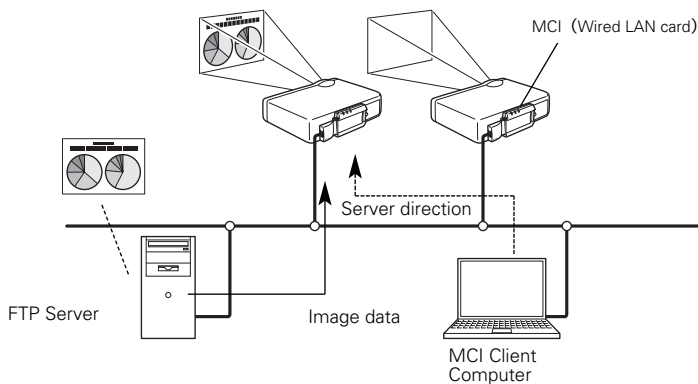 MCI (Wired LAN card)
Server direction
FTP Server
Image data
MCI Client
Computer